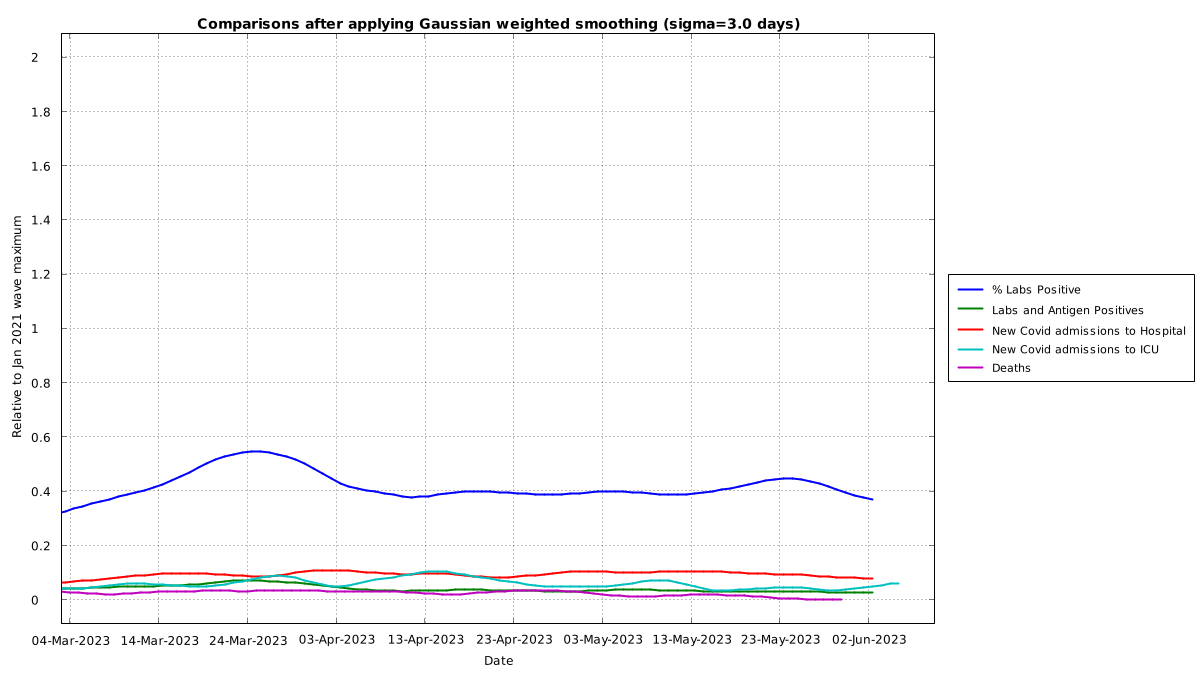 Comparisons after applying Gaussian weighted smoothing (sigma=3.0 days)
Relative to Jan 2021 wave maximum
2
1.8
1.6
1.4
1.2
1
0.8
0.6
0.4
0.2
0
04-Mar-2023 14-Mar-2023 24-Mar-2023 03-Apr-2023 13-Apr-2023 23-Apr-2023 03-May-2023 13-May-2023 23-May-2023 02-Jun-2023
Date
% Labs Positive
Labs and Antigen Positives
New Covid admissions to Hospital
New Covid admissions to ICU
Deaths